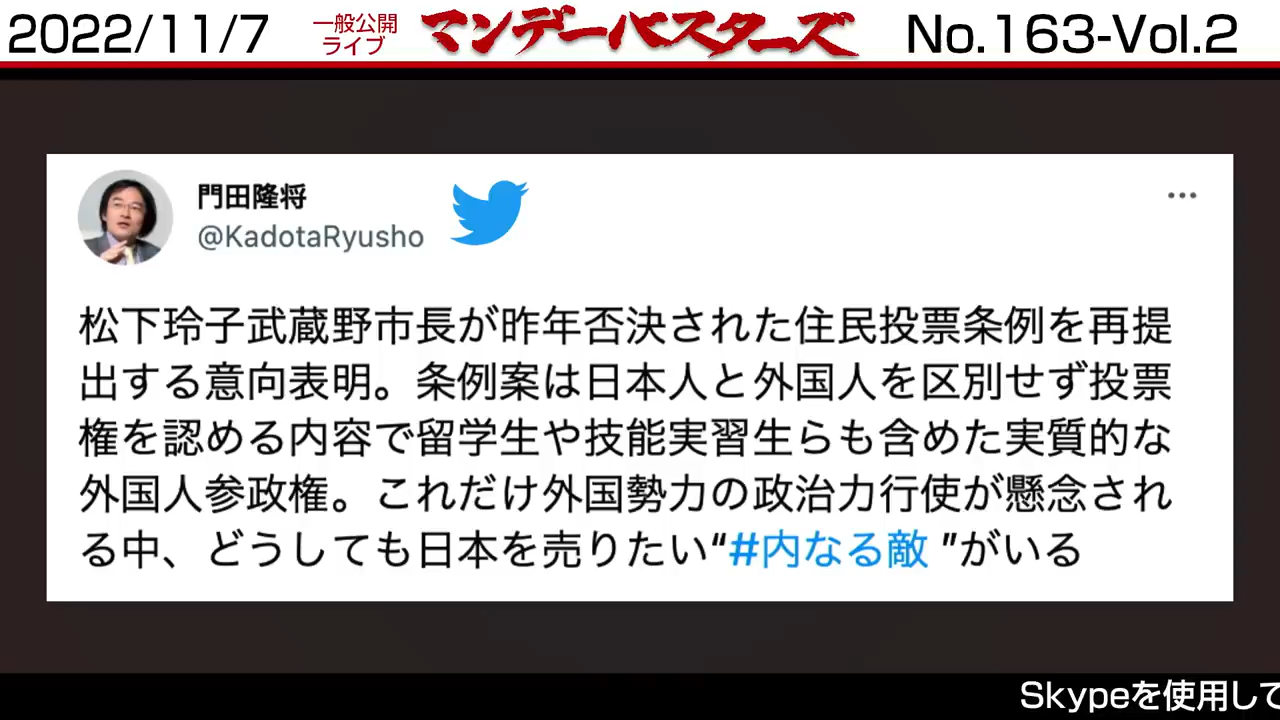 2022/11/7
一般公開
ライブ
マンデーバスターズ
No.163-Vol.2
門田隆将
@KadotaRyusho
松下玲子武蔵野市長が昨年否決された住民投票条例を再提
出する意向表明。条例案は日本人と外国人を区別せず投票
権を認める内容で留学生や技能実習生らも含めた実質的な
外国人参政権。これだけ外国勢力の政治力行使が懸念され
る中、どうしても日本を売りたい“#内なる敵 ”がいる
Skypeを使用して